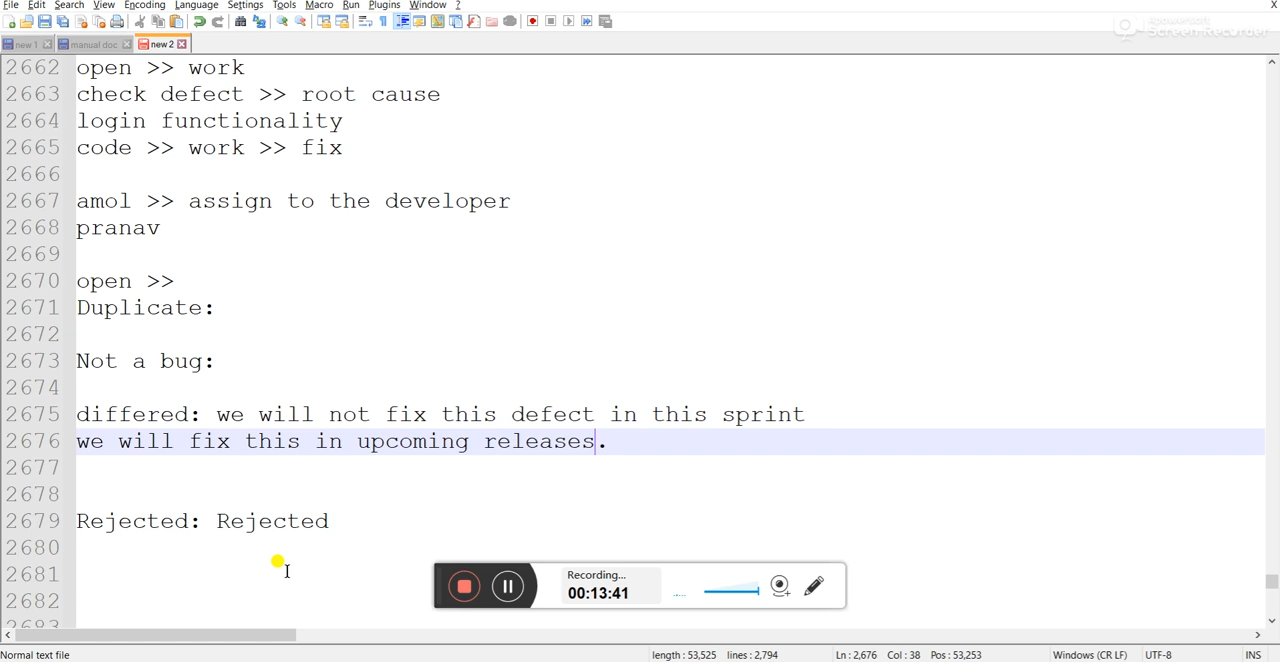 File Edit Search View Encoding Language Settings Tools Macro Run Plugins Window ? X
new 1 manual doc new 2
Screen Recorder
2662 open >> work
2663 check defect >> root cause
2664 login functionality
2665 code >> work >> fix
2666
2667 amol >> assign to the developer
2668 pranav
2669
2670 open >>
2671 Duplicate:
2672
2673 Not a bug:
2674
2675 differed: we will not fix this defect in this sprint
2676 we will fix this in upcoming releases.
2677
2678
2679 Rejected: Rejected
2680
2681
2682
2683
Recording...
00:13:41
Normal text file length : 53,525 lines : 2,794 Ln : 2,676 Col : 38 Pos : 53,253 Windows (CR LF) UTF-8 INS